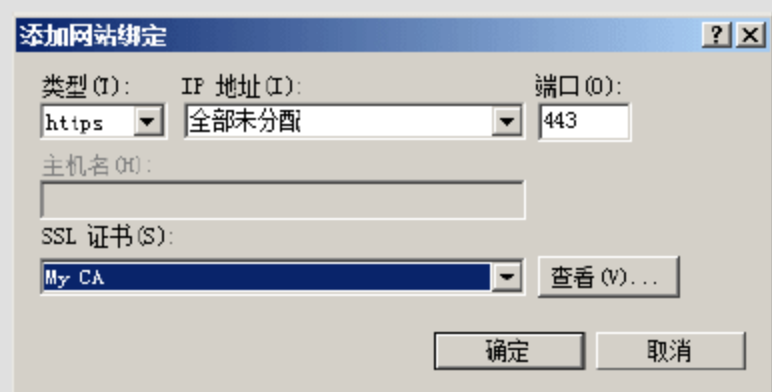 添加网站绑定
类型(T): IP 地址(I): 端口(O):
https 全部未分配 443
主机名(H):
SSL 证书(S):
My CA 查看(V)...
确定 取消